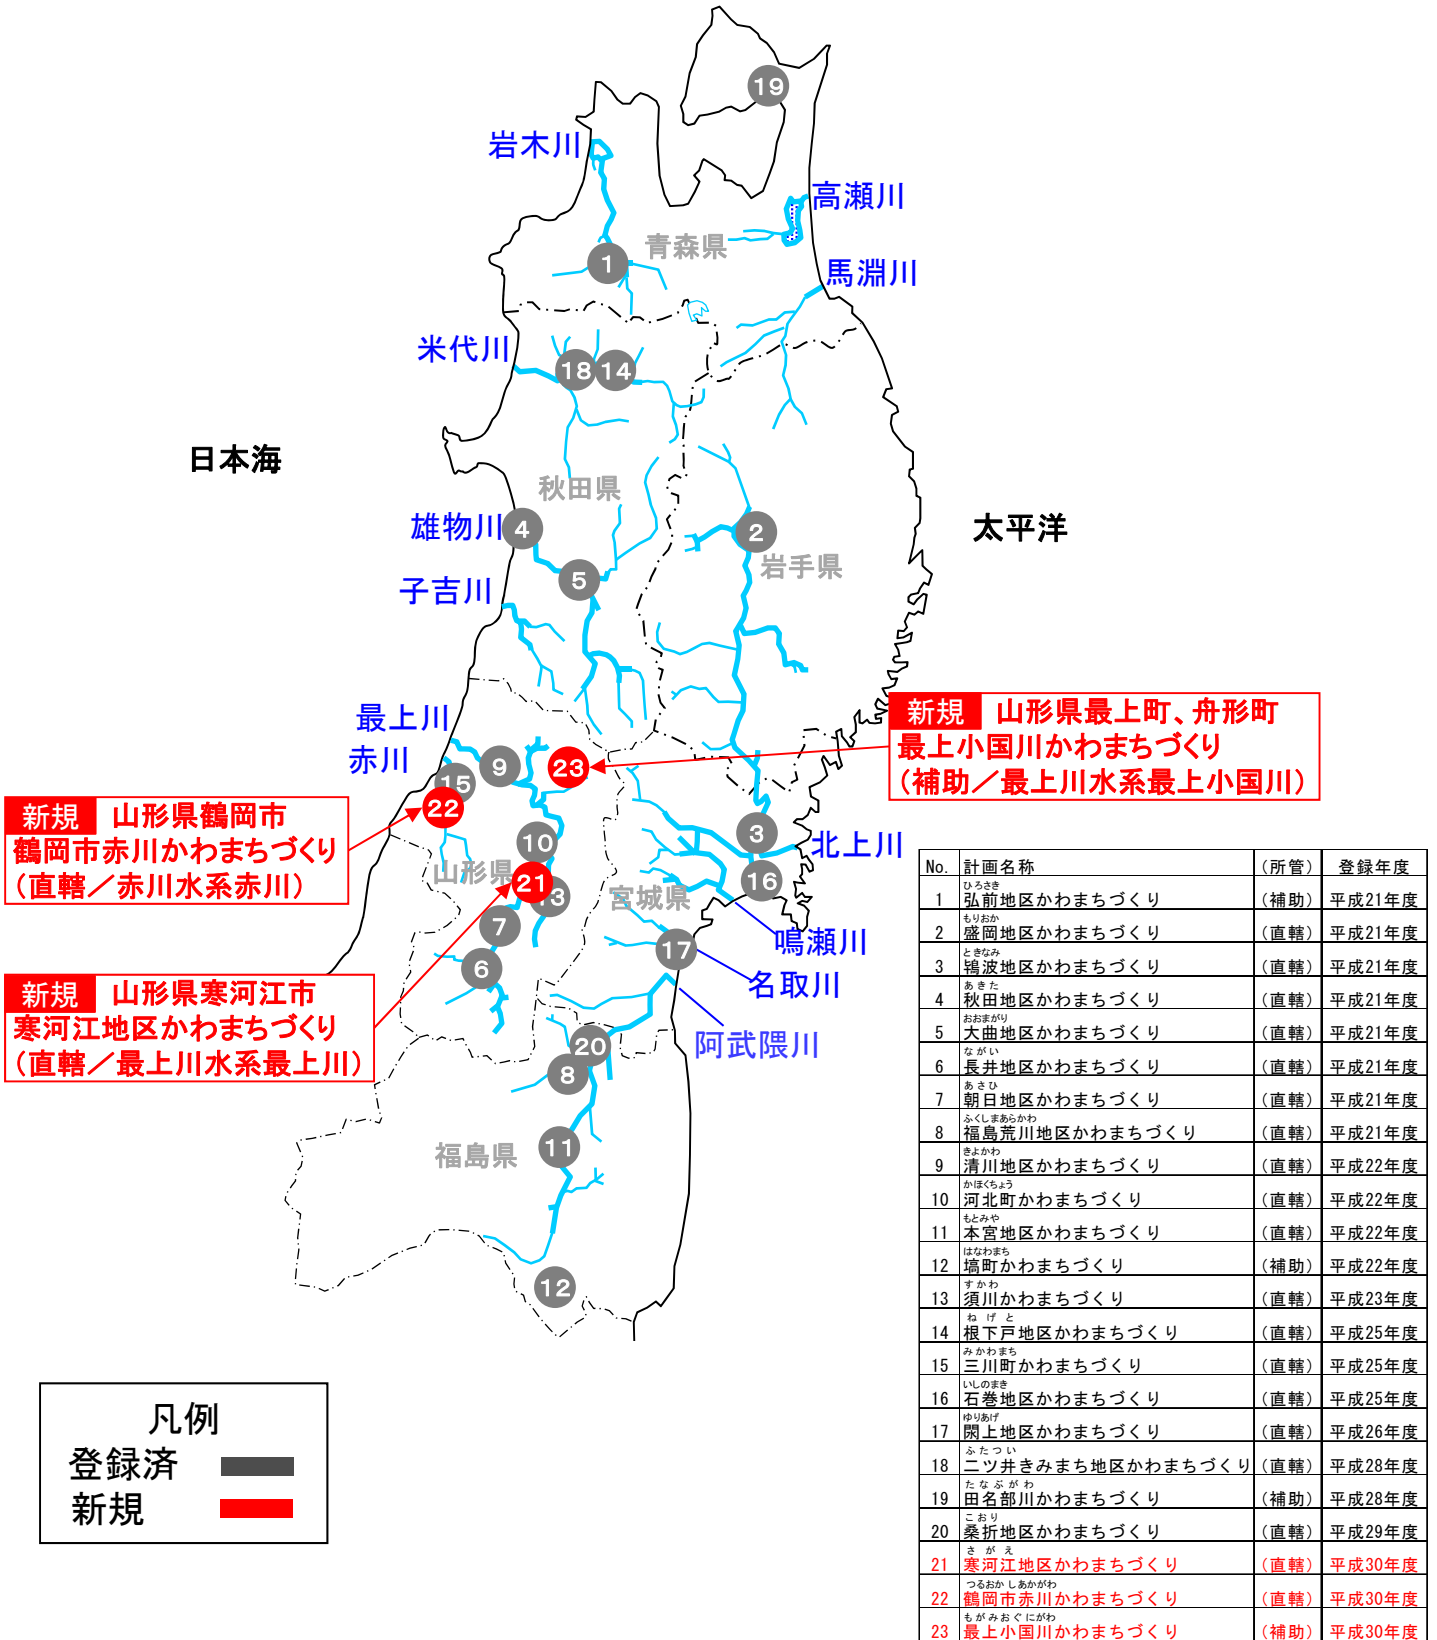 19
岩木川
高瀬川
青森県
1
馬淵川
米代川
18
14
日本海
秋田県
雄物川
4
太平洋
2
岩手県
5
子吉川
最上川
赤川
新規 山形県最上町、舟形町
最上小国川かわまちづくり
(補助/最上川水系最上小国川)
9
23
15
22
新規 山形県鶴岡市
鶴岡市赤川かわまちづくり
(直轄/赤川水系赤川)
3
10
北上川
山形県
21
13
宮城県
16
7
17
鳴瀬川
6
名取川
新規 山形県寒河江市
寒河江地区かわまちづくり
(直轄/最上川水系最上川)
阿武隈川
20
8
福島県
11
12
凡例
登録済
新規
No. 計画名称 (所管) 登録年度
ひろさき
1 弘前地区かわまちづくり (補助) 平成21年度
もりおか
2 盛岡地区かわまちづくり (直轄) 平成21年度
ときなみ
3 鴇波地区かわまちづくり (直轄) 平成21年度
あきた
4 秋田地区かわまちづくり (直轄) 平成21年度
おおまがり
5 大曲地区かわまちづくり (直轄) 平成21年度
ながい
6 長井地区かわまちづくり (直轄) 平成21年度
あさひ
7 朝日地区かわまちづくり (直轄) 平成21年度
ふくしまあらかわ
8 福島荒川地区かわまちづくり (直轄) 平成21年度
きよかわ
9 清川地区かわまちづくり (直轄) 平成22年度
かほくちょう
10 河北町かわまちづくり (直轄) 平成22年度
もとみや
11 本宮地区かわまちづくり (直轄) 平成22年度
はなわまち
12 塙町かわまちづくり (補助) 平成22年度
すかわ
13 須川かわまちづくり (直轄) 平成23年度
ねげと
14 根下戸地区かわまちづくり (直轄) 平成25年度
みかわまち
15 三川町かわまちづくり (直轄) 平成25年度
いしのまき
16 石巻地区かわまちづくり (直轄) 平成25年度
ゆりあげ
17 閖上地区かわまちづくり (直轄) 平成26年度
ふたつい
18 二ツ井きみまち地区かわまちづくり (直轄) 平成28年度
たなぶがわ
19 田名部川かわまちづくり (補助) 平成28年度
こおり
20 桑折地区かわまちづくり (直轄) 平成29年度
さがえ
21 寒河江地区かわまちづくり (直轄) 平成30年度
つるおかしあかがわ
22 鶴岡市赤川かわまちづくり (直轄) 平成30年度
もがみおぐにがわ
23 最上小国川かわまちづくり (補助) 平成30年度